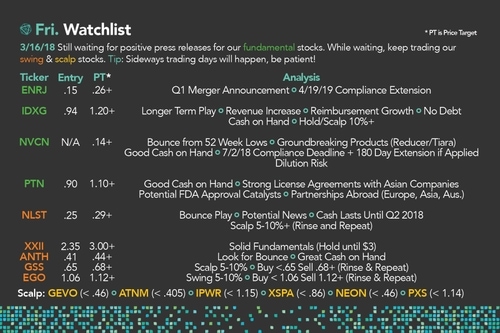 Fri. Watchlist
* PT is Price Target
3/16/18 Still waiting for positive press releases for our fundamental stocks. While waiting, keep trading our
swing & scalp stocks. Tip: Sideways trading days will happen, be patient!
Ticker Entry PT* Analysis
ENRJ .15 .26+ Q1 Merger Announcement o 4/19/19 Compliance Extension
IDXG .94 1.20+ Longer Term Play o Revenue Increase o Reimbursement Growth o No Debt
Cash on Hand o Hold/Scalp 10%+
NVCN N/A .14+ Bounce from 52 Week Lows o Groundbreaking Products (Reducer/Tiara)
Good Cash on Hand o 7/2/18 Compliance Deadline + 180 Day Extension if Applied
Dilution Risk
PTN .90 1.10+ Good Cash on Hand o Strong License Agreements with Asian Companies
Potential FDA Approval Catalysts o Partnerships Abroad (Europe, Asia, Aus.)
NLST .25 .29+ Bounce Play o Potential News o Cash Lasts Until Q2 2018
Scalp 5-10%+ (Rinse and Repeat)
XXII 2.35 3.00+ Solid Fundamentals (Hold until $3)
ANTH .41 .44+ Look for Bounce o Great Cash on Hand
GSS .65 .68+ Scalp 5-10% o Buy <.65 Sell .68+ (Rinse & Repeat)
EGO 1.06 1.12+ Swing 5-10% o Buy < 1.06 Sell 1.12+ (Rinse & Repeat)
Scalp: GEVO (< .46) o ATNM (< .405) o IPWR (< 1.15) o XSPA (< .86) o NEON (< .46) o PXS (< 1.14)